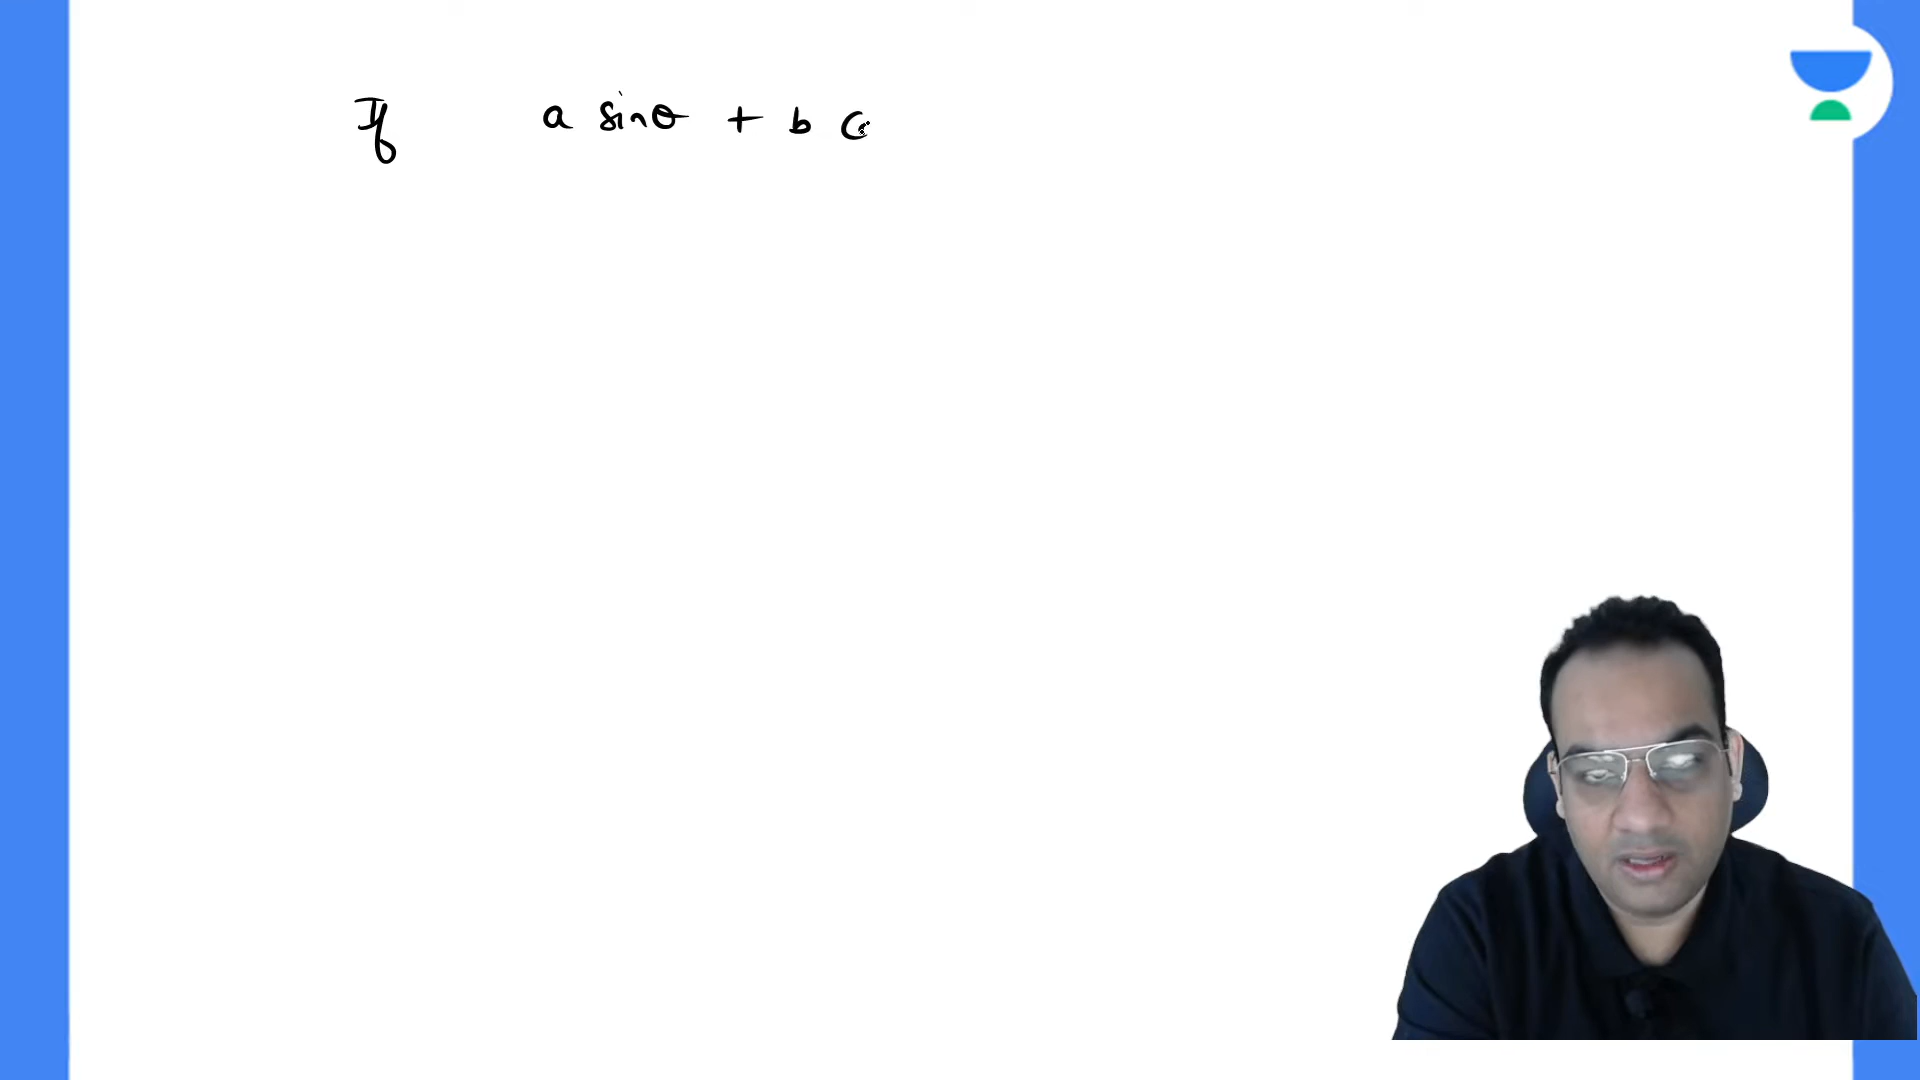 If a sinθ + b c